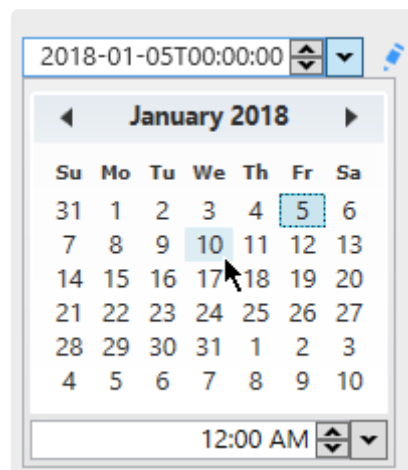 2018-01-05T00:00:00
January 2018
Su Mo Tu We Th Fr Sa
31 1 2 3 4 5 6
7 8 9 10 11 12 13
14 15 16 17 18 19 20
21 22 23 24 25 26 27
28 29 30 31 1 2 3
4 5 6 7 8 9 10
12:00 AM